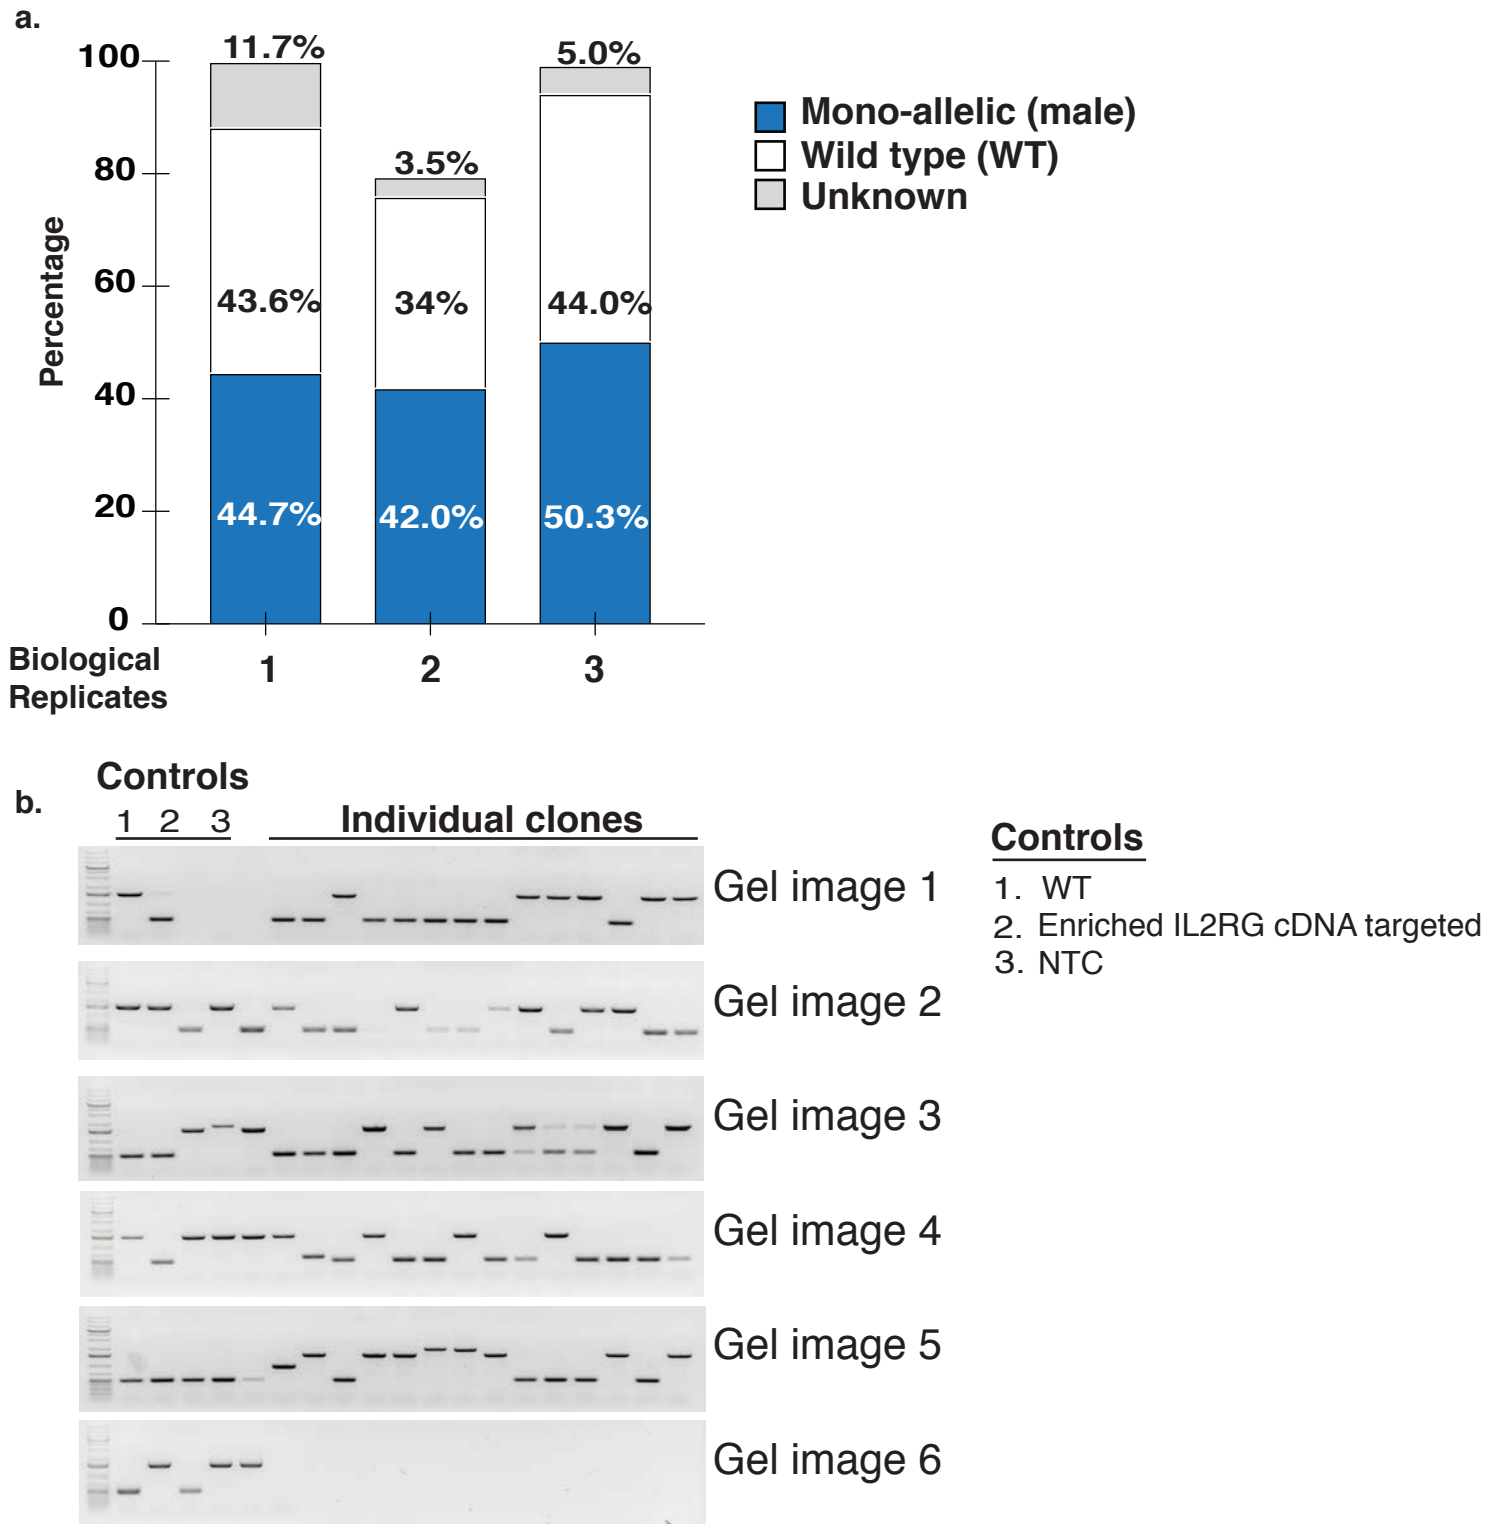 a.
100
80
60
40
20
0
Percentage
11.7%
43.6%
44.7%
3.5%
34%
42.0%
5.0%
44.0%
50.3%
Biological
Replicates
1 2 3
Mono-allelic (male)
Wild type (WT)
Unknown
b.
Controls
1 2 3
Individual clones
Gel image 1
Gel image 2
Gel image 3
Gel image 4
Gel image 5
Gel image 6
Controls
1. WT
2. Enriched IL2RG cDNA targeted
3. NTC